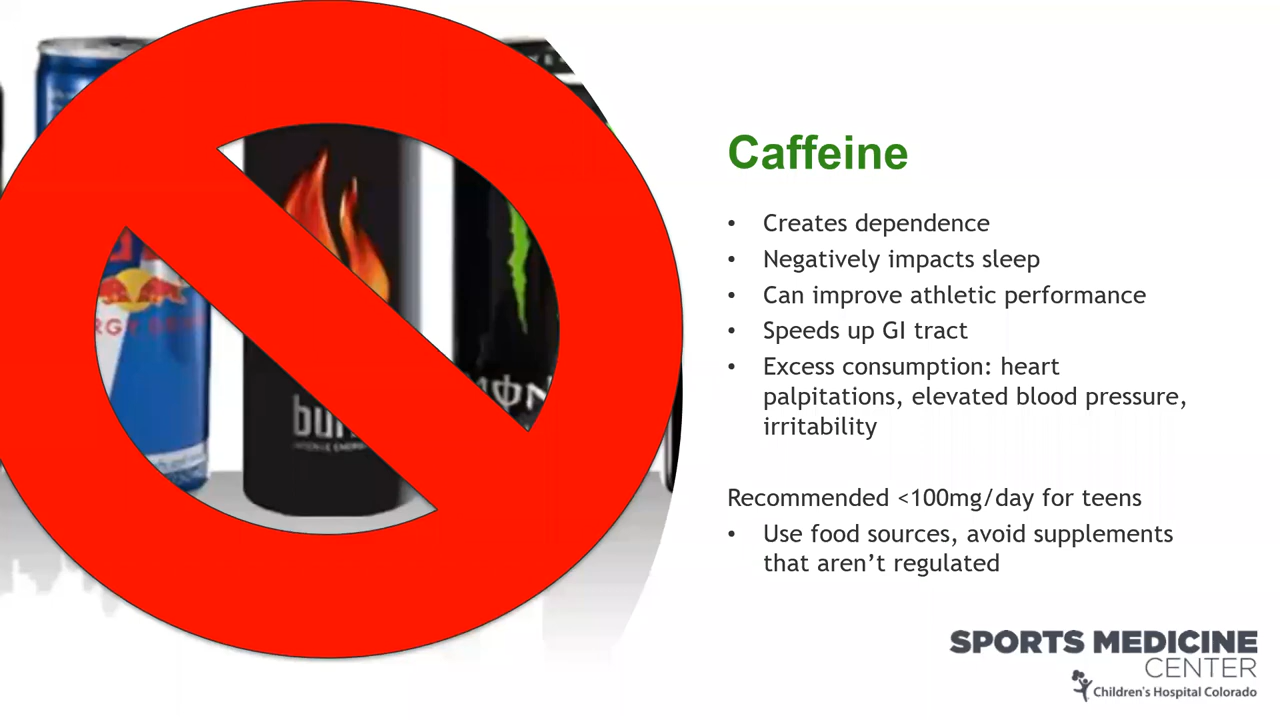 Caffeine
• Creates dependence
• Negatively impacts sleep
• Can improve athletic performance
• Speeds up GI tract
• Excess consumption: heart
palpitations, elevated blood pressure,
irritability
Recommended <100mg/day for teens
• Use food sources, avoid supplements
that aren't regulated
SPORTS MEDICINE
CENTER
Children's Hospital Colorado